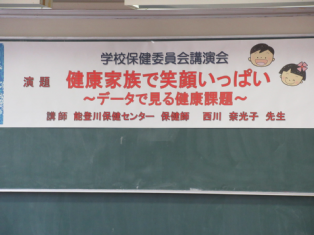 学校保健委員会講演会
演題 健康家族で笑顔いっぱい
～データで見る健康課題～
講師 能登川保健センター 保健師 西川 奈光子 先生